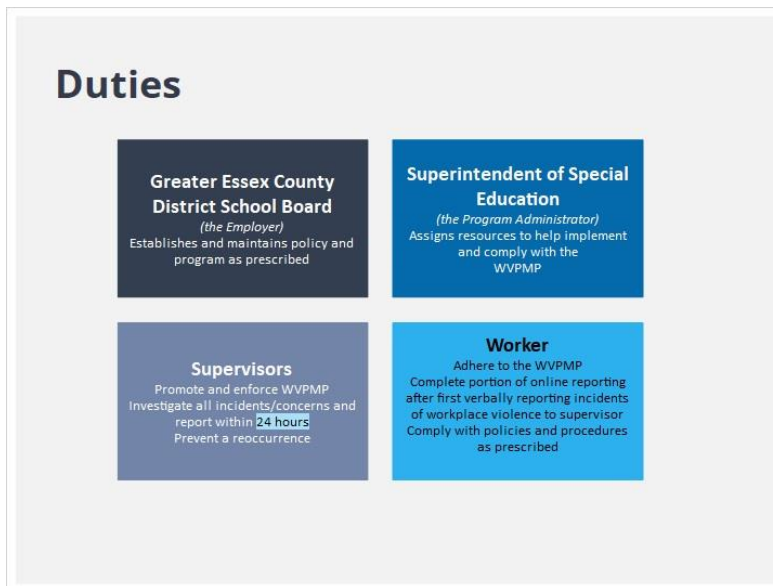 Duties
Greater Essex County
District School Board
(the Employer)
Establishes and maintains policy and
program as prescribed
Superintendent of Special
Education
(the Program Administrator)
Assigns resources to help implement
and comply with the
WVPMP
Supervisors
Promote and enforce WVPMP
Investigate all incidents/concerns and
report within 24 hours
Prevent a reoccurrence
Worker
Adhere to the WVPMP
Complete portion of online reporting
after first verbally reporting incidents
of workplace violence to supervisor
Comply with policies and procedures
as prescribed